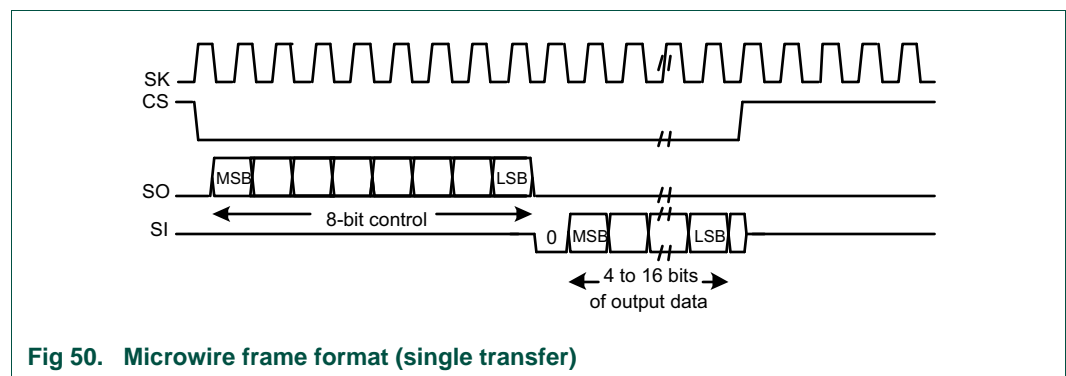 SK
CS
MSB
LSB
SO
8-bit control
SI
0
MSB
LSB
4 to 16 bits
of output data
Fig 50. Microwire frame format (single transfer)